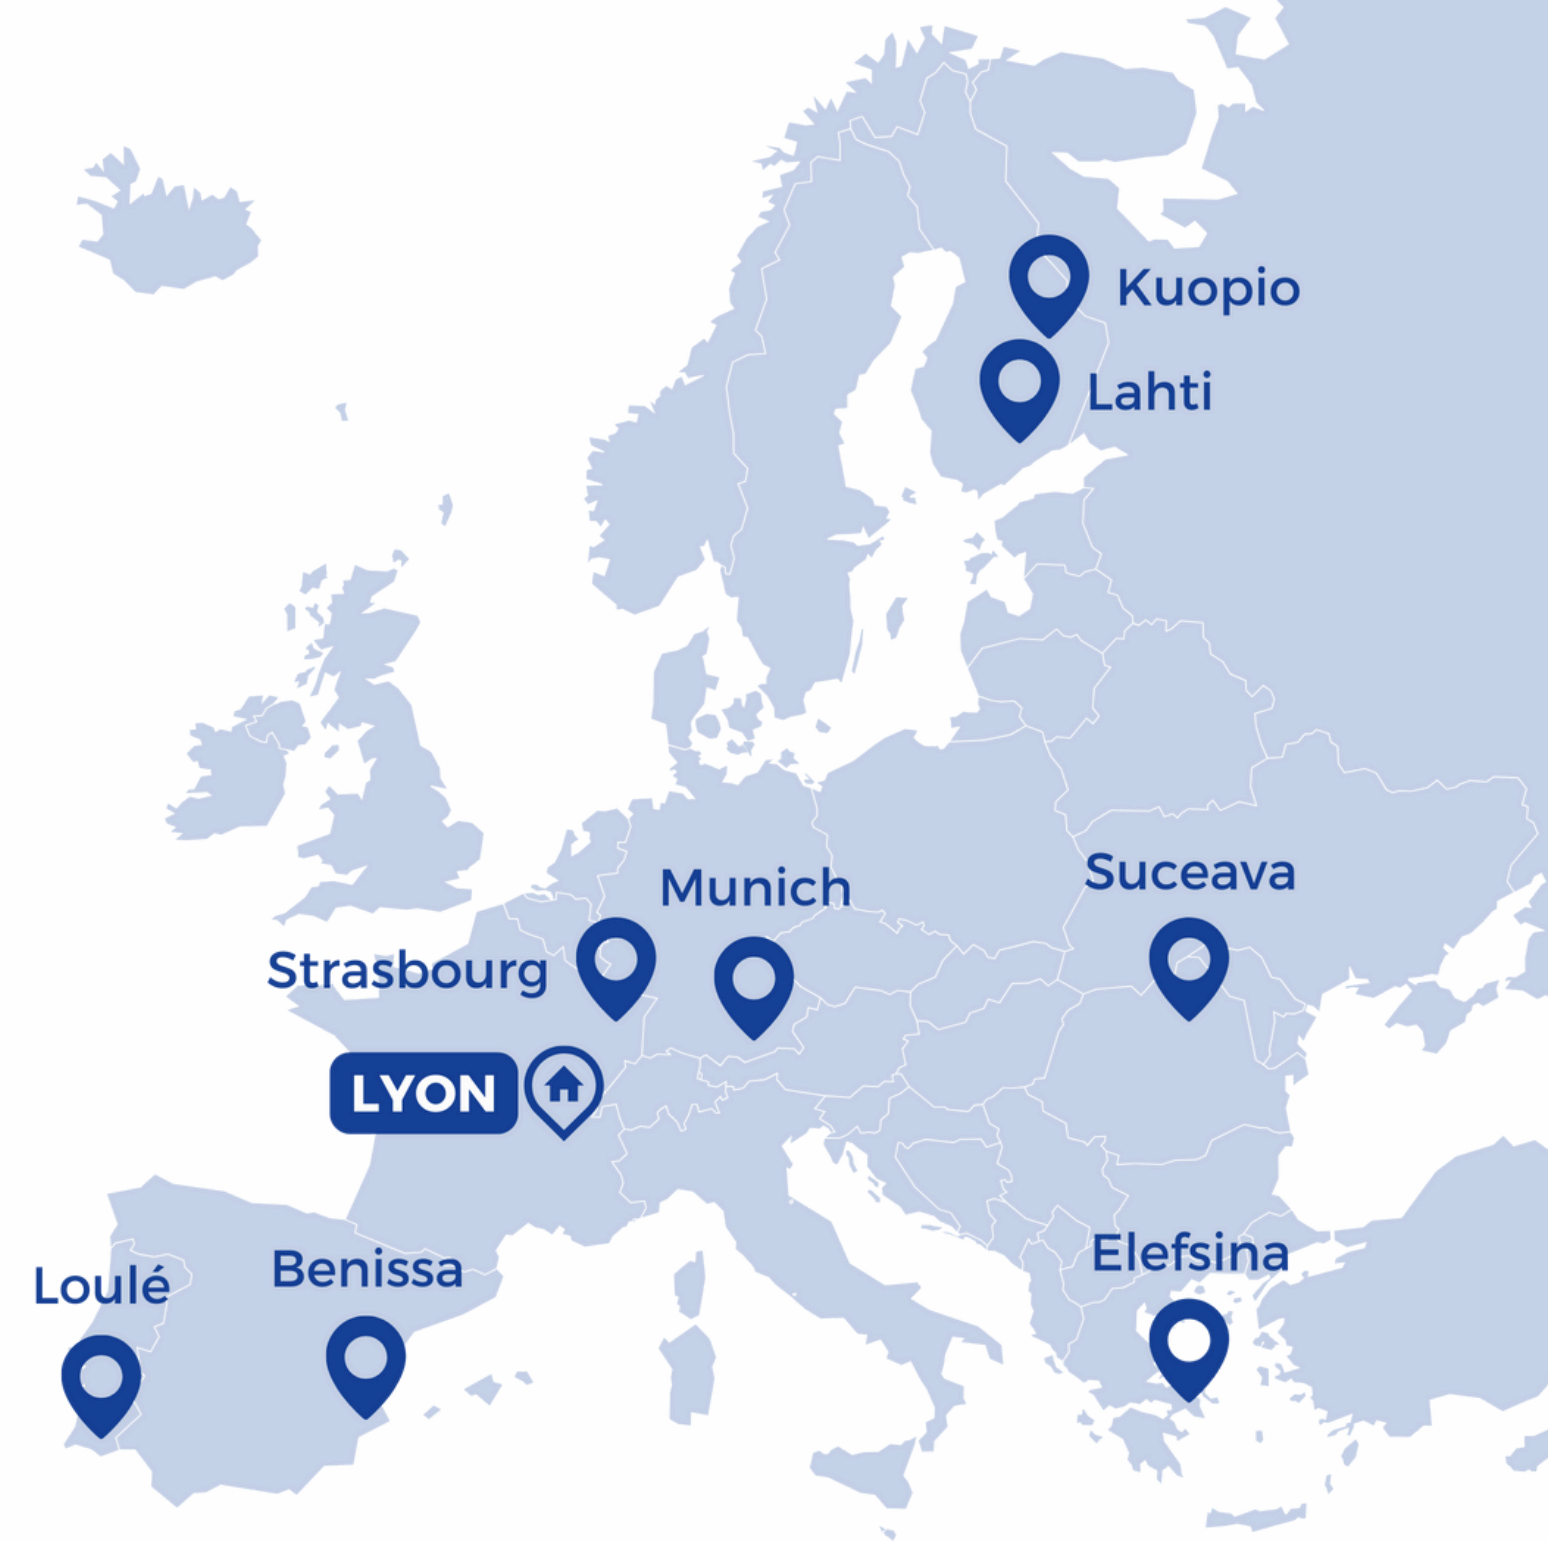 Kuopio
Lahti
Munich
Suceava
Strasbourg
LYON
Elefsina
Benissa
Loulé